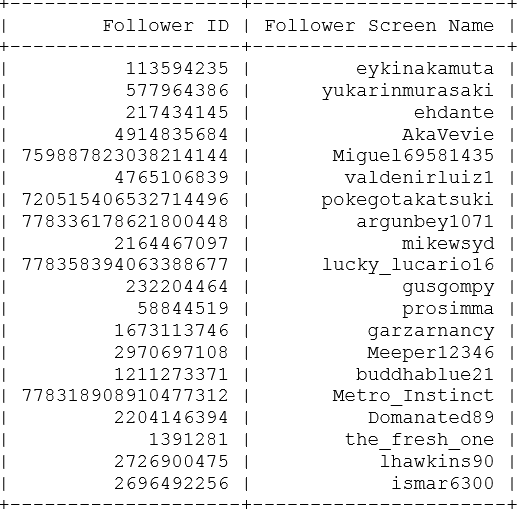 +----------------------+----------------------+
| Follower ID | Follower Screen Name |
+----------------------+----------------------+
| 113594235 | eykinakamuta |
| 577964386 | yukarinmurasaki |
| 217434145 | ehdante |
| 4914835684 | AkaVevie |
| 759887823038214144 | Miguel69581435 |
| 4765106839 | valdenirluiz1 |
| 720515406532714496 | pokegotakatsuki |
| 778336178621800448 | argunbey1071 |
| 2164467097 | mikewsyd |
| 778358394063388677 | lucky_lucario16 |
| 232204464 | gusgompy |
| 58844519 | prosimma |
| 1673113746 | garzarnancy |
| 2970697108 | Meeper12346 |
| 1211273371 | buddhablue21 |
| 778318908910477312 | Metro_Instinct |
| 2204146394 | Domanated89 |
| 1391281 | the_fresh_one |
| 2726900475 | lhawkins90 |
| 2696492256 | ismar6300 |
+----------------------+----------------------+